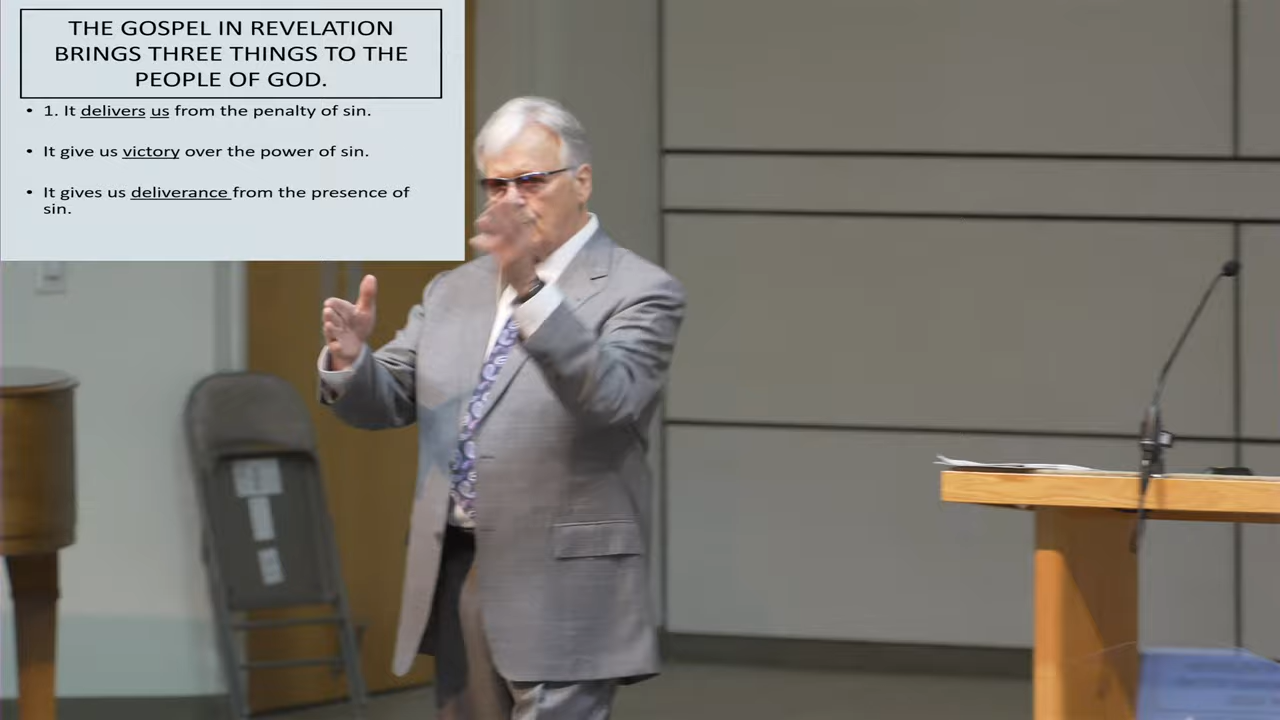 THE GOSPEL IN REVELATION
BRINGS THREE THINGS TO THE
PEOPLE OF GOD.
• 1. It delivers us from the penalty of sin.
• It give us victory over the power of sin.
• It gives us deliverance from the presence of
sin.